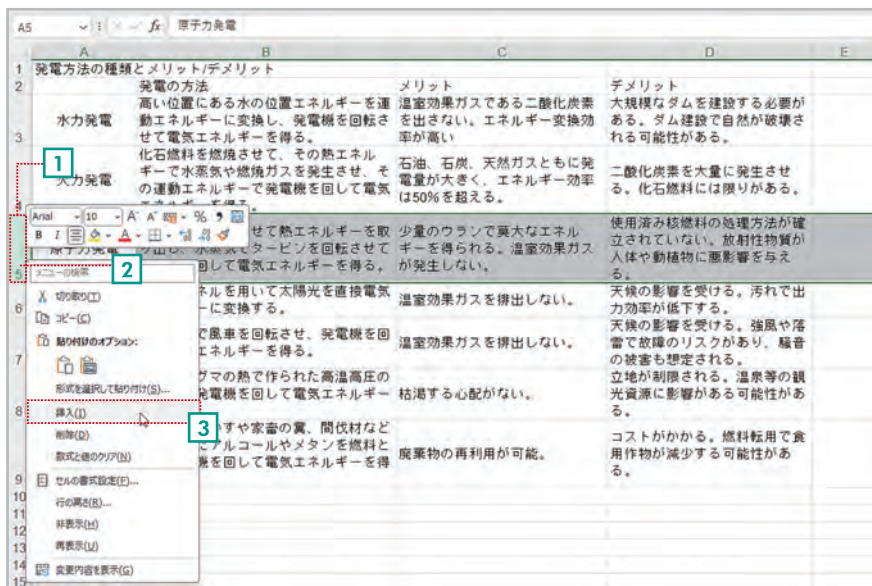 A5 fx 原子力発電
A B C D E
1 発電方法の種類とメリット/デメリット
2 発電の方法 メリット デメリット
3 水力発電
高い位置にある水の位置エネルギーを運
動エネルギーに変換し、発電機を回転さ
せて電気エネルギーを得る。
温室効果ガスである二酸化炭素
を出さない。エネルギー変換効
率が高い
大規模なダムを建設する必要が
ある。ダム建設で自然が破壊さ
れる可能性がある。
1
4 火力発電
化石燃料を燃焼させて、その熱エネル
ギーで水蒸気や燃焼ガスを発生させ、そ
の運動エネルギーで発電機を回して電気
石油、石炭、天然ガスともに発
電量が大きく、エネルギー効率
は50%を超える。
二酸化炭素を大量に発生させ
る。化石燃料には限りがある。
Arial 10 A A % 9
B I A
5 原子力発電
せて熱エネルギーを取
り出し、水蒸気でタービンを回転させて
回して電気エネルギーを得る。
少量のウランで莫大なエネル
ギーを得られる。温室効果ガス
が発生しない。
使用済み核燃料の処理方法が確
立されていない。放射性物質が
人体や動植物に悪影響を与え
る。
2
メニューの検索
切り取り(T)
コピー(C)
貼り付けのオプション:
形式を選択して貼り付け(S)...
挿入(I)
3
削除(D)
数式と値のクリア(N)
セルの書式設定(F)...
行の高さ(R)...
非表示(H)
再表示(U)
変更内容を表示(G)
6
ネルを用いて太陽光を直接電気
ーに変換する。
温室効果ガスを排出しない。
天候の影響を受ける。汚れで出
力効率が低下する。
7
で風車を回転させ、発電機を回
エネルギーを得る。
温室効果ガスを排出しない。
天候の影響を受ける。強風や落
雷で故障のリスクがあり、騒音
の被害も想定される。
8
グマの熱で作られた高温高圧の
発電機を回して電気エネルギー
枯渇する心配がない。
立地が制限される。温泉等の観
光資源に影響がある可能性があ
る。
9
すや家畜の糞、間伐材など
アルコールやメタンを燃料と
を回して電気エネルギーを得
廃棄物の再利用が可能。
コストがかかる。燃料転用で食
用作物が減少する可能性があ
る。
10
11
12
13
14
15